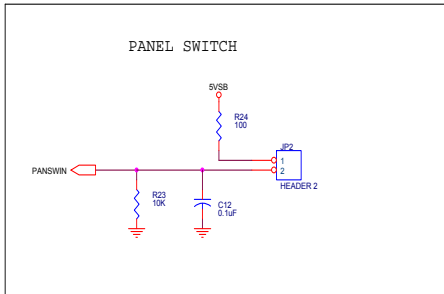 PANEL SWITCH
5VSB
R24
100
JP2
1
2
HEADER 2
PANSWIN
R23
10K
C12
0.1uF